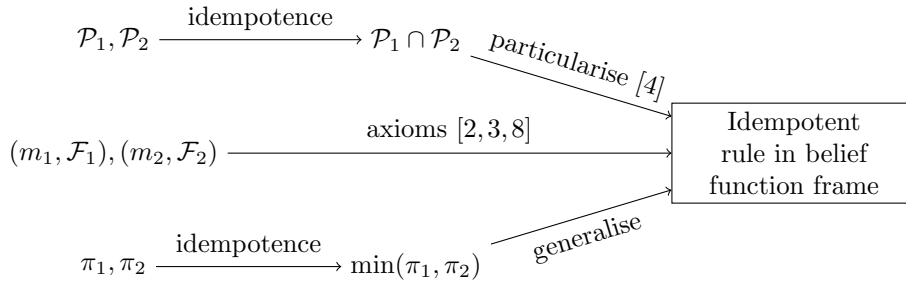 idempotence
𝒫₁, 𝒫₂
𝒫₁ ∩ 𝒫₂
particularise [4]
(m₁, ℱ₁), (m₂, ℱ₂)
axioms [2, 3, 8]
Idempotent
rule in belief
function frame
idempotence
π₁, π₂
min(π₁, π₂)
generalise